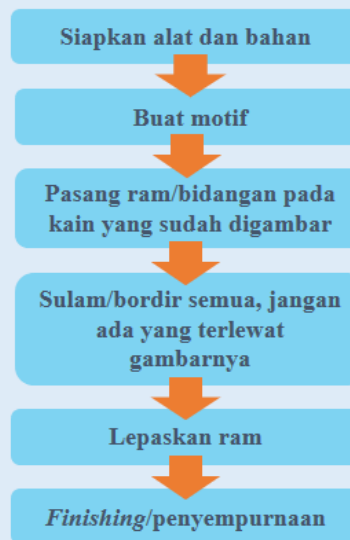 Siapkan alat dan bahan
Buat motif
Pasang ram/bidangan pada
kain yang sudah digambar
Sulam/bordir semua, jangan
ada yang terlewat
gambarnya
Lepaskan ram
Finishing/penyempurnaan